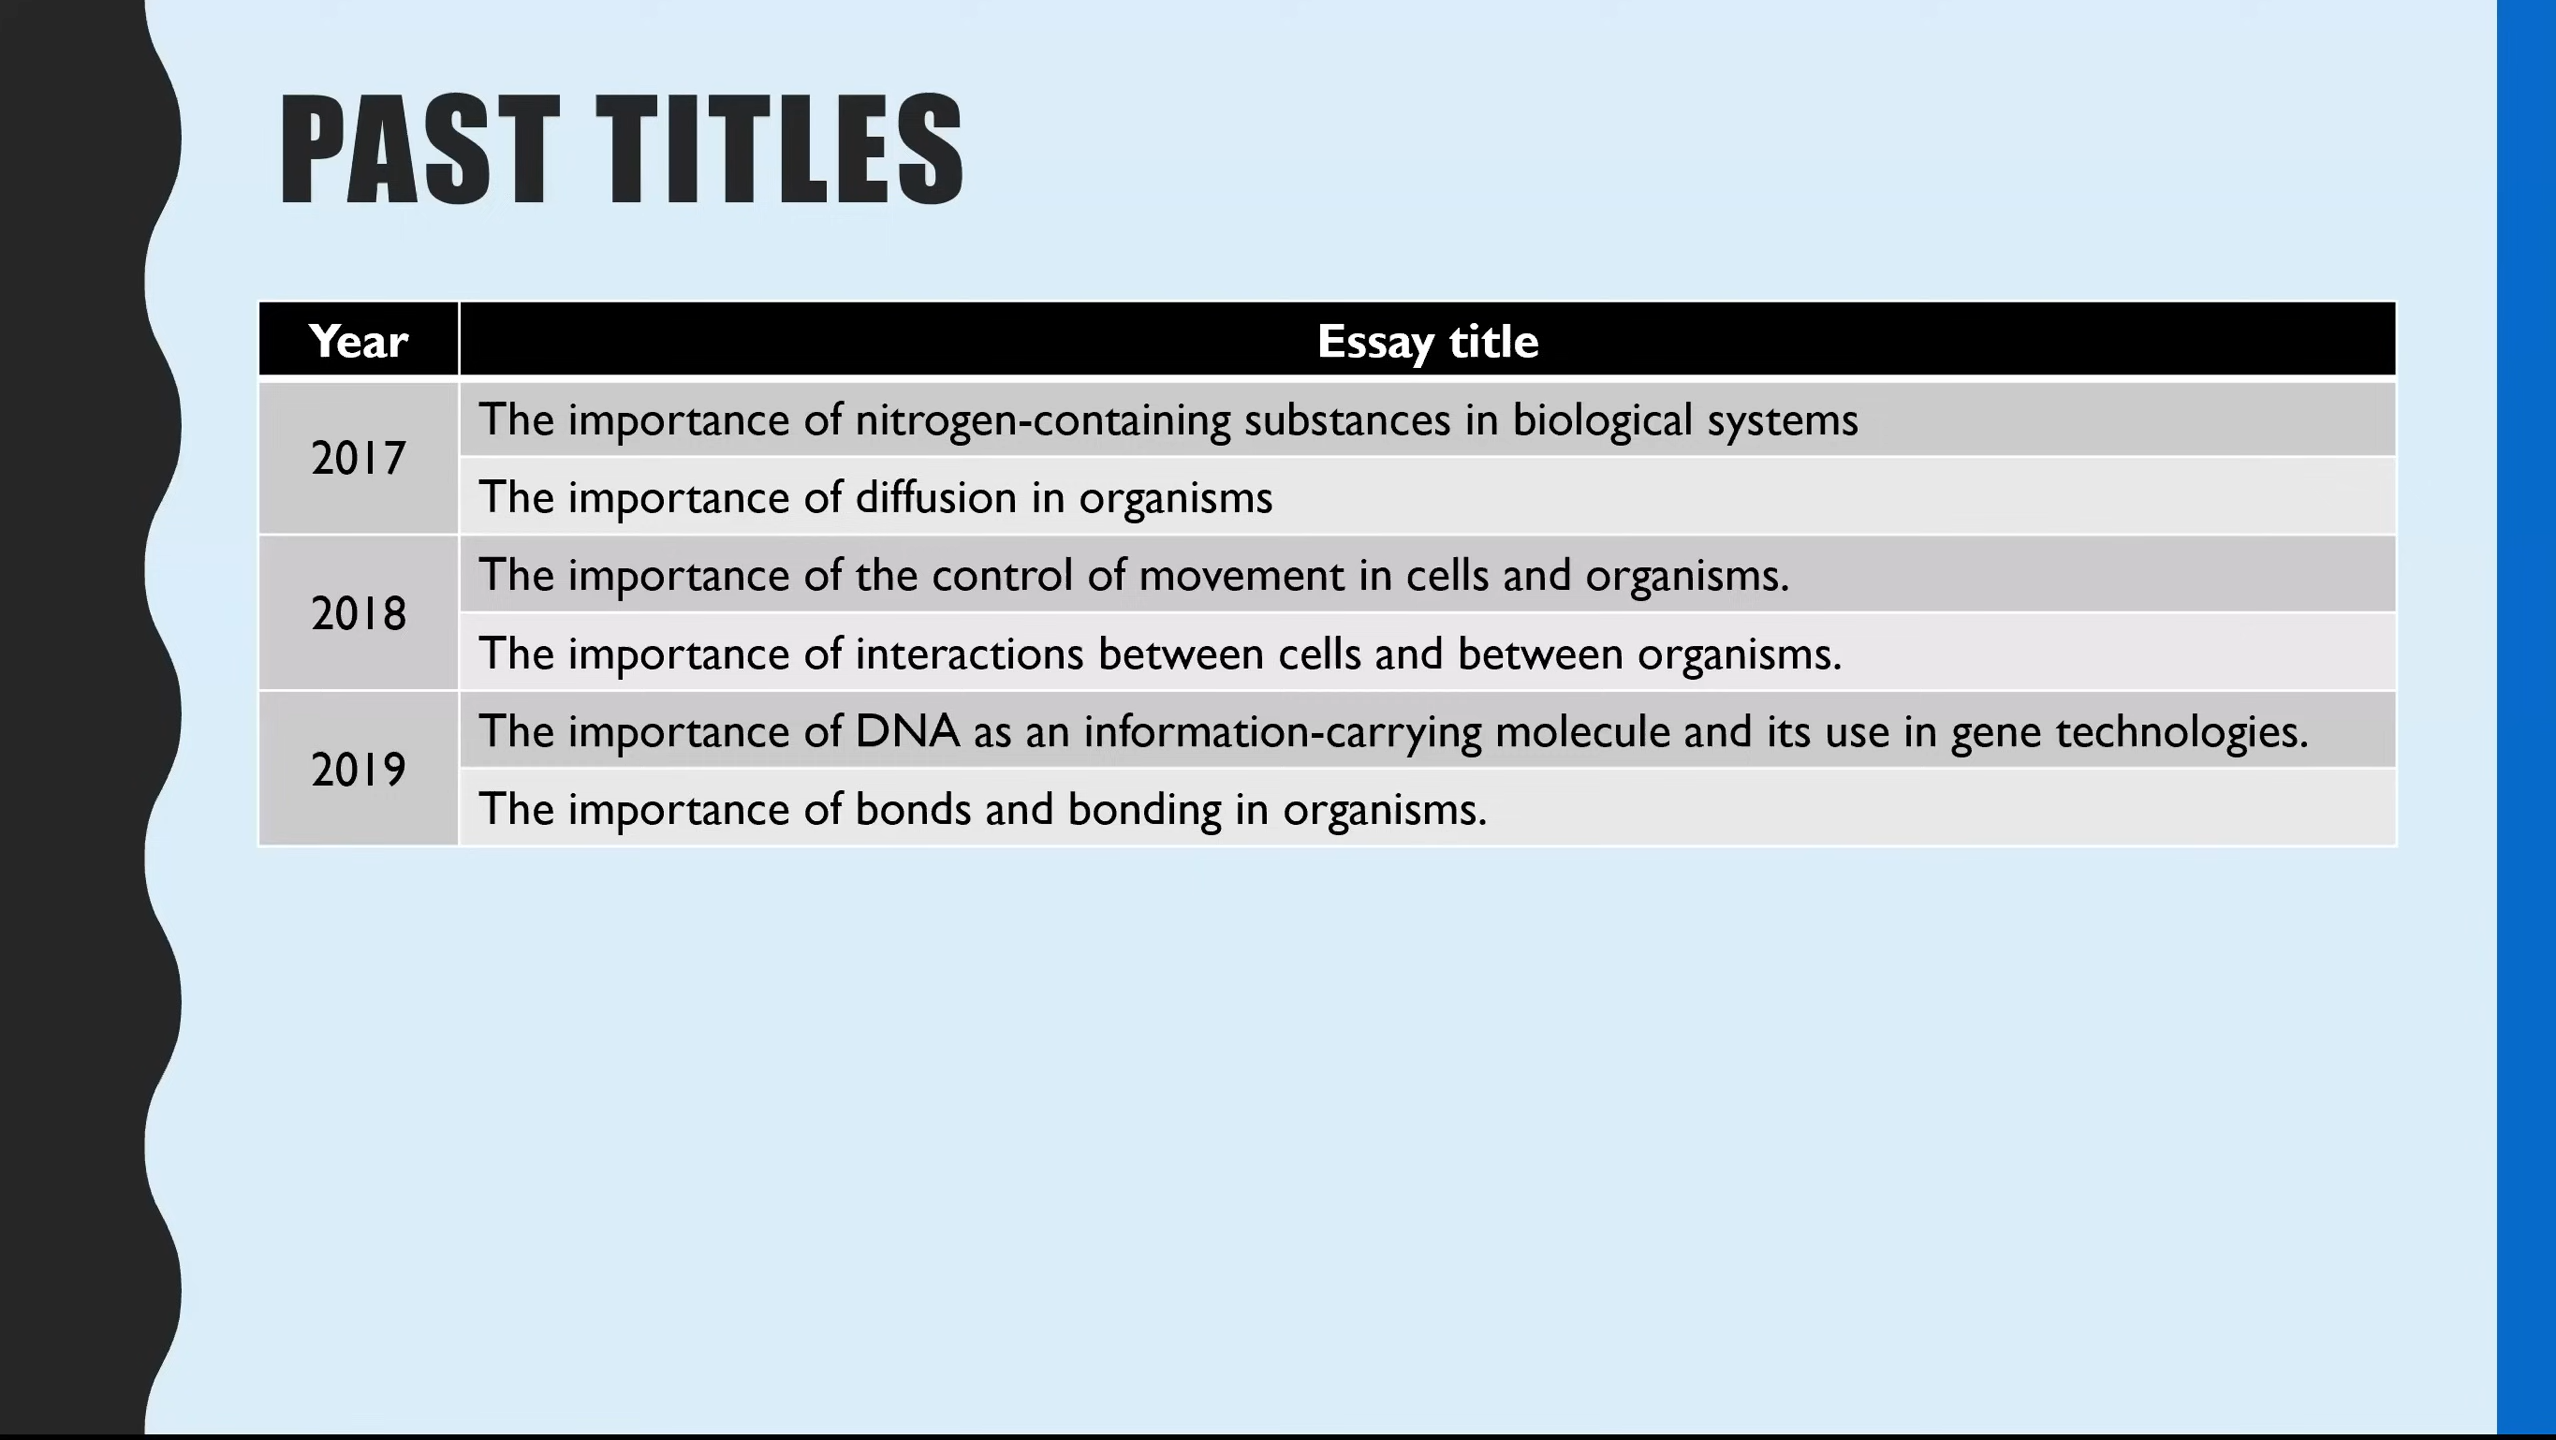 PAST TITLES
Year
Essay title
2017
The importance of nitrogen-containing substances in biological systems
The importance of diffusion in organisms
2018
The importance of the control of movement in cells and organisms.
The importance of interactions between cells and between organisms.
2019
The importance of DNA as an information-carrying molecule and its use in gene technologies.
The importance of bonds and bonding in organisms.